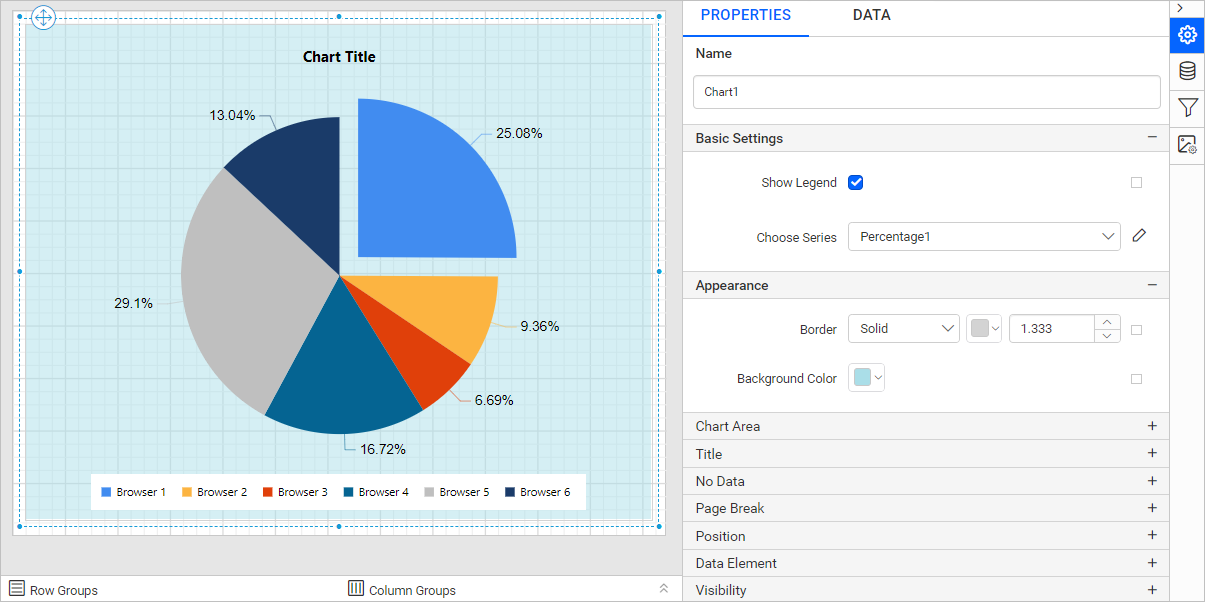 Chart Title
13.04%
25.08%
29.1%
9.36%
6.69%
16.72%
Browser 1 Browser 2 Browser 3 Browser 4 Browser 5 Browser 6
Row Groups
Column Groups
PROPERTIES DATA
Name
Chart1
Basic Settings
Show Legend
Choose Series Percentage1
Appearance
Border Solid 1.333
Background Color
Chart Area
Title
No Data
Page Break
Position
Data Element
Visibility